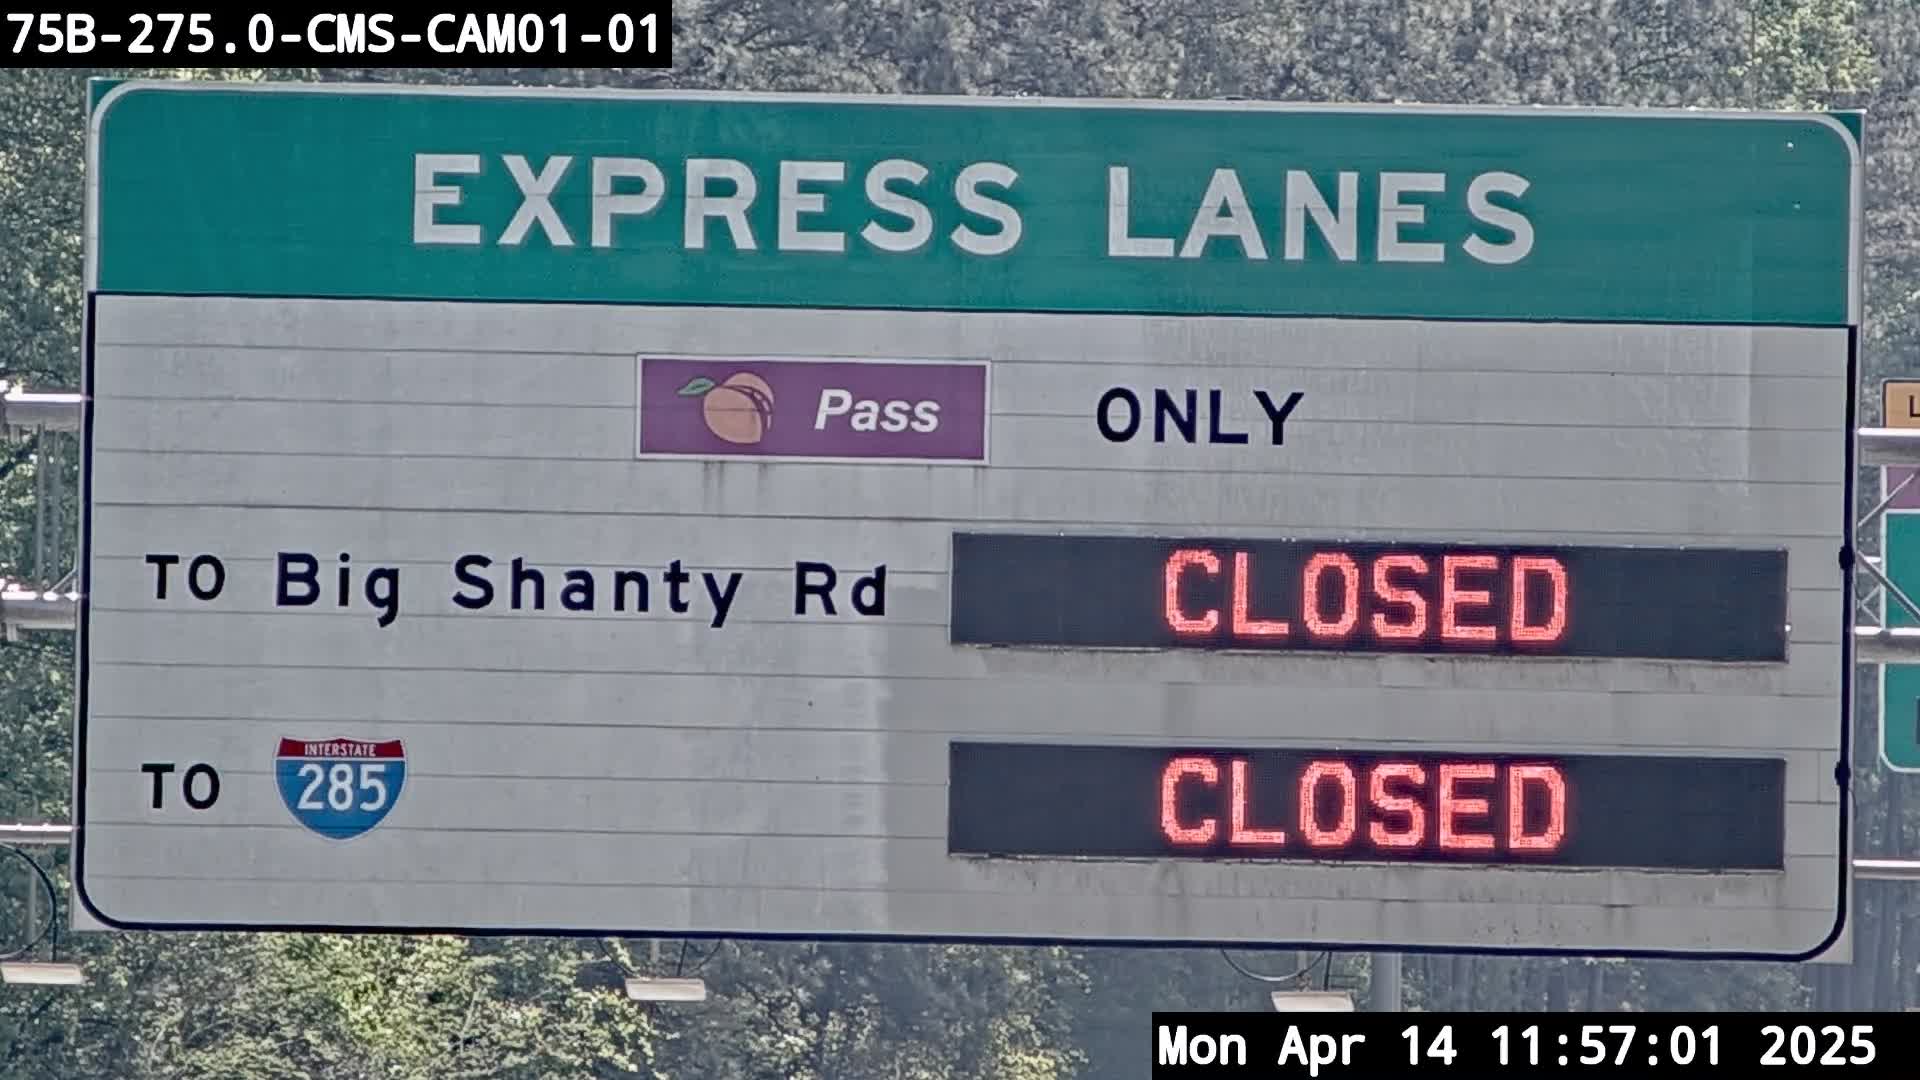 75B-275.0-CMS-CAM01-01
EXPRESS LANES
Pass ONLY
TO Big Shanty Rd CLOSED
TO INTERSTATE 285 CLOSED
Mon Apr 14 11:57:01 2025